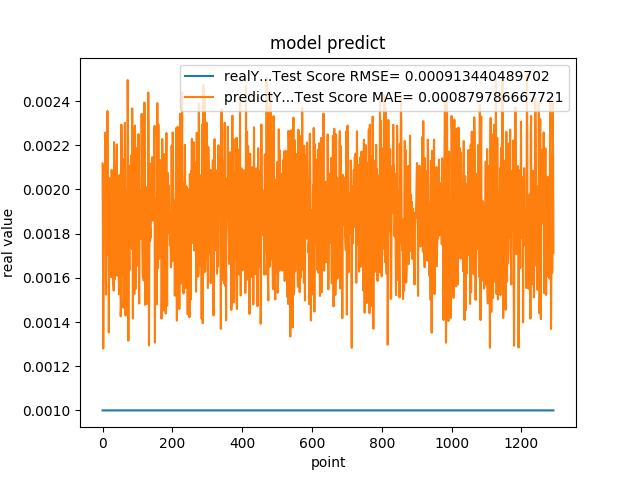 model predict
realY...Test Score RMSE= 0.000913440489702
predictY...Test Score MAE= 0.000879786667721
real value
0.0024
0.0022
0.0020
0.0018
0.0016
0.0014
0.0012
0.0010
0 200 400 600 800 1000 1200
point